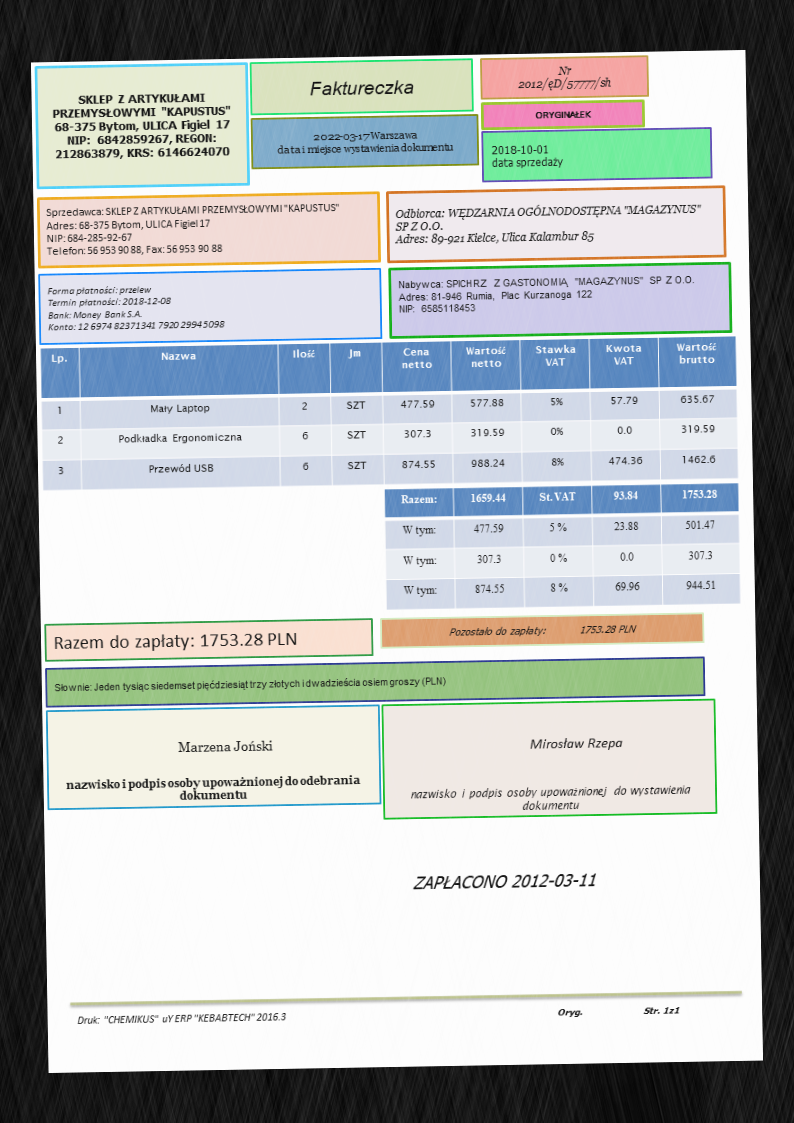 SKLEP Z ARTYKUŁAMI
PRZEMYSŁOWYMI "KAPUSTUS"
68-375 Bytom, ULICA Figiel 17
NIP: 6842859267, REGON:
212863879, KRS: 6146624070
Faktureczka
2022-03-17 Warszawa
data i miejsce wystawienia dokumentu
Nr
2012/ęD/57777/sh
ORYGINAŁEK
2018-10-01
data sprzedaży
Sprzedawca: SKLEP Z ARTYKUŁAMI PRZEMYSŁOWYMI "KAPUSTUS"
Adres: 68-375 Bytom, ULICA Figiel 17
NIP: 684-285-92-67
Telefon: 56 953 90 88, Fax: 56 953 90 88
Odbiorca: WĘDZARNIA OGÓLNODOSTĘPNA "MAGAZYNUS"
SP Z O.O.
Adres: 89-921 Kielce, Ulica Kalambur 85
Forma płatności: przelew
Termin płatności: 2018-12-08
Bank: Money Bank S.A.
Konto: 12 6974 8237 1341 7920 2994 5098
Nabywca: SPICHRZ Z GASTONOMIĄ, "MAGAZYNUS" SP Z O.O.
Adres: 81-946 Rumia, Plac Kurzanoga 122
NIP: 6585118453
Lp. Nazwa Ilość Jm Cena netto Wartość netto Stawka VAT Kwota VAT Wartość brutto
1 Mały Laptop 2 SZT 477.59 577.88 5% 57.79 635.67
2 Podkładka Ergonomiczna 6 SZT 307.3 319.59 0% 0.0 319.59
3 Przewód USB 6 SZT 874.55 988.24 8% 474.36 1462.6
Razem: 1659.44 St.VAT 93.84 1753.28
W tym: 477.59 5 % 23.88 501.47
W tym: 307.3 0 % 0.0 307.3
W tym: 874.55 8 % 69.96 944.51
Razem do zapłaty: 1753.28 PLN
Pozostało do zapłaty: 1753.28 PLN
Słownie: Jeden tysiąc siedemset pięćdziesiąt trzy złotych i dwadzieścia osiem groszy (PLN)
Marzena Joński
nazwisko i podpis osoby upoważnionej do odebrania
dokumentu
Mirosław Rzepa
nazwisko i podpis osoby upoważnionej do wystawienia
dokumentu
ZAPŁACONO 2012-03-11
Druk: "CHEMIKUS" uY ERP "KEBABTECH" 2016.3
Oryg. Str. 1z1